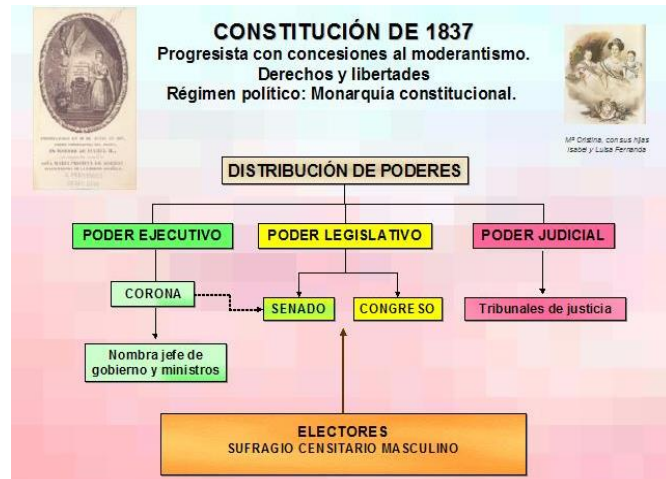 CONSTITUCIÓN DE 1837
Progresista con concesiones al moderantismo.
Derechos y libertades
Régimen político: Monarquía constitucional.
Mª Cristina, con sus hijas
Isabel y Luisa Fernanda
DISTRIBUCIÓN DE PODERES
PODER EJECUTIVO
PODER LEGISLATIVO
PODER JUDICIAL
CORONA
SENADO
CONGRESO
Tribunales de justicia
Nombra jefe de
gobierno y ministros
ELECTORES
SUFRAGIO CENSITARIO MASCULINO